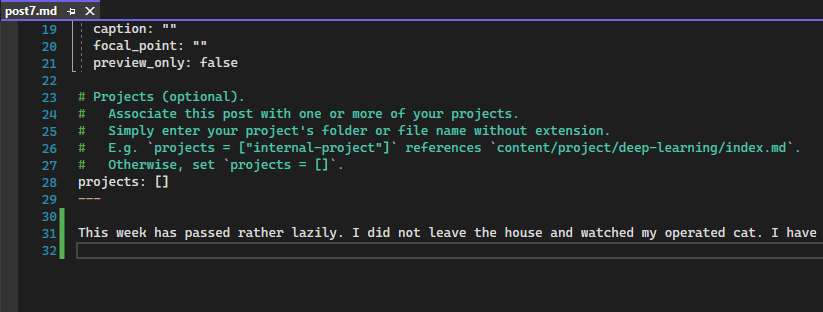 post7.md
19 caption: ""
20 focal_point: ""
21 preview_only: false
22
23 # Projects (optional).
24 #   Associate this post with one or more of your projects.
25 #   Simply enter your project's folder or file name without extension.
26 #   E.g. `projects = ["internal-project"]` references `content/project/deep-learning/index.md`.
27 #   Otherwise, set `projects = []`.
28 projects: []
29 ---
30
31 This week has passed rather lazily. I did not leave the house and watched my operated cat. I have
32